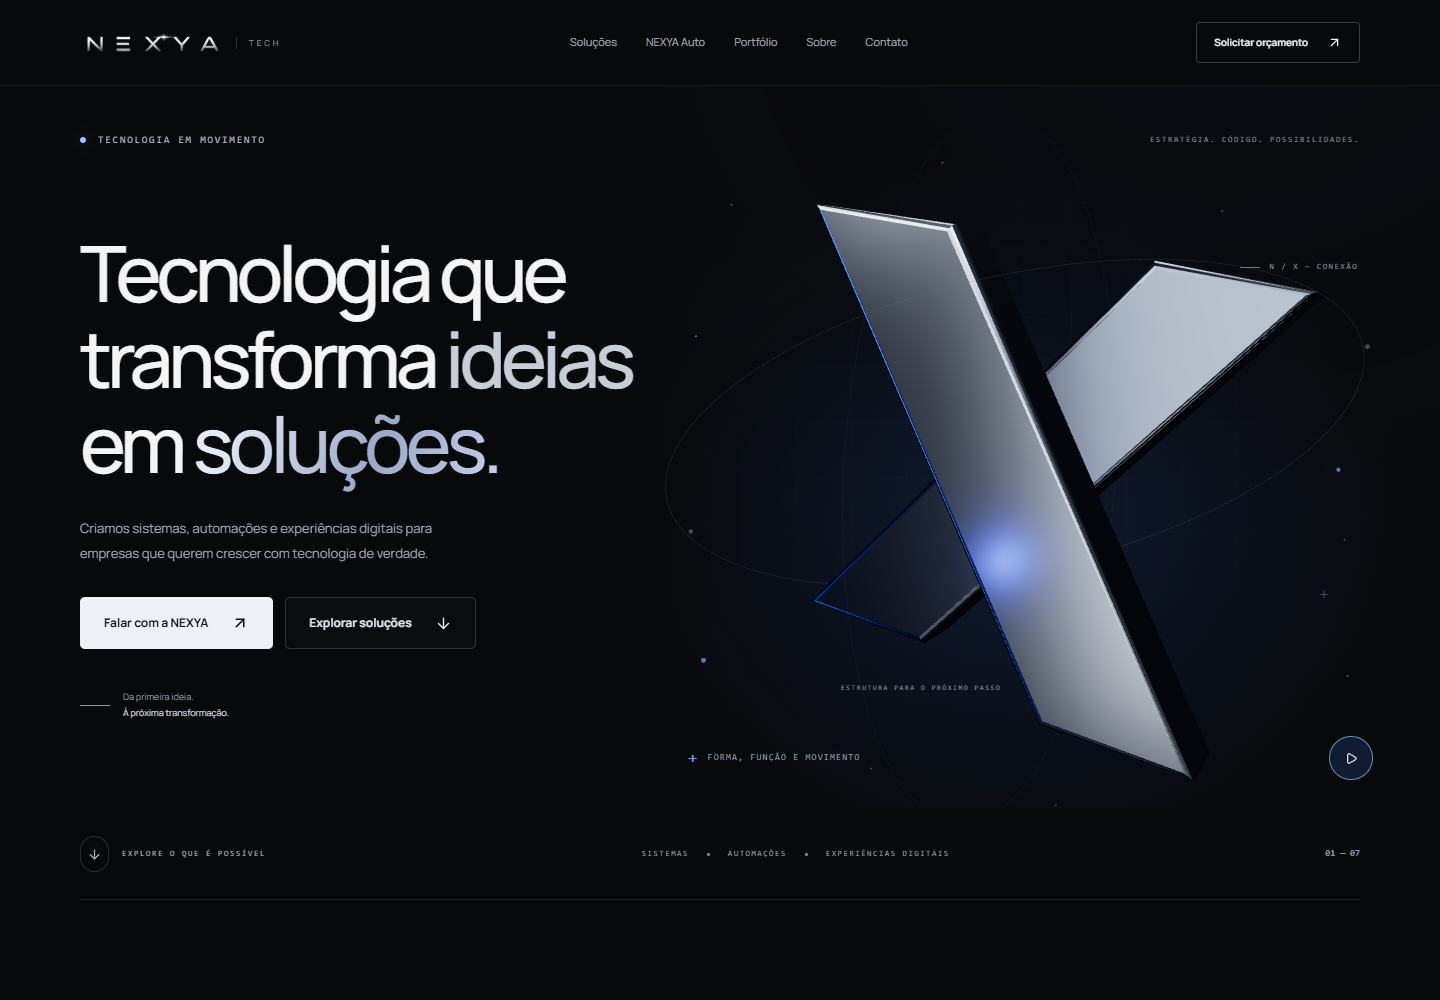 NEXYA | TECH
Soluções NEXYA Auto Portfólio Sobre Contato
Solicitar orçamento
TECNOLOGIA EM MOVIMENTO
ESTRATÉGIA. CÓDIGO. POSSIBILIDADES.
Tecnologia que
transforma ideias
em soluções.
N / X — CONEXÃO
Criamos sistemas, automações e experiências digitais para
empresas que querem crescer com tecnologia de verdade.
Falar com a NEXYA
Explorar soluções
Da primeira ideia.
À próxima transformação.
ESTRUTURA PARA O PRÓXIMO PASSO
FORMA, FUNÇÃO E MOVIMENTO
EXPLORE O QUE É POSSÍVEL
SISTEMAS • AUTOMAÇÕES • EXPERIÊNCIAS DIGITAIS
01 — 07